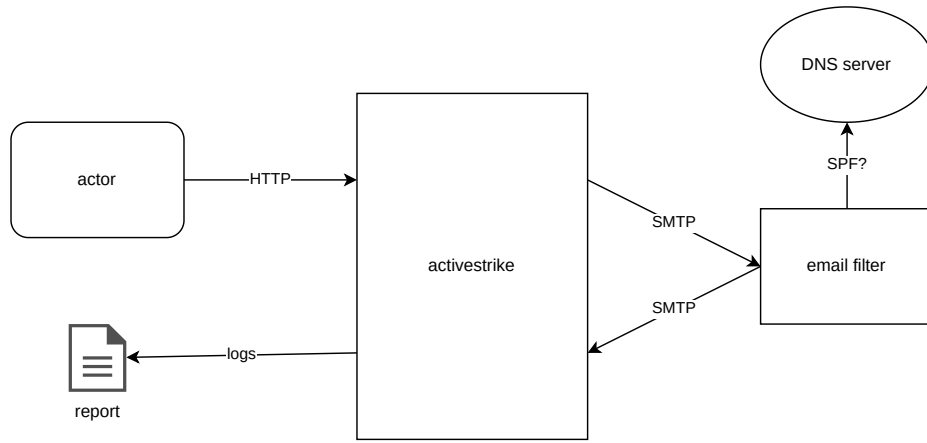 DNS server
actor
HTTP
SPF?
SMTP
activestrike
email filter
SMTP
logs
report